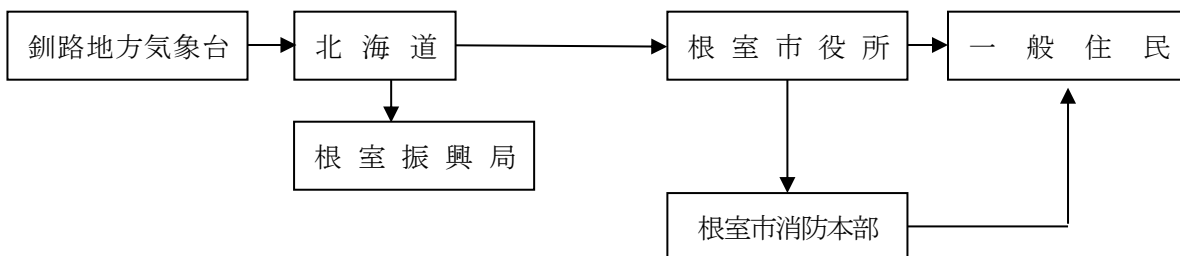 釧路地方気象台
北海道
根室市役所
一般住民
根室振興局
根室市消防本部